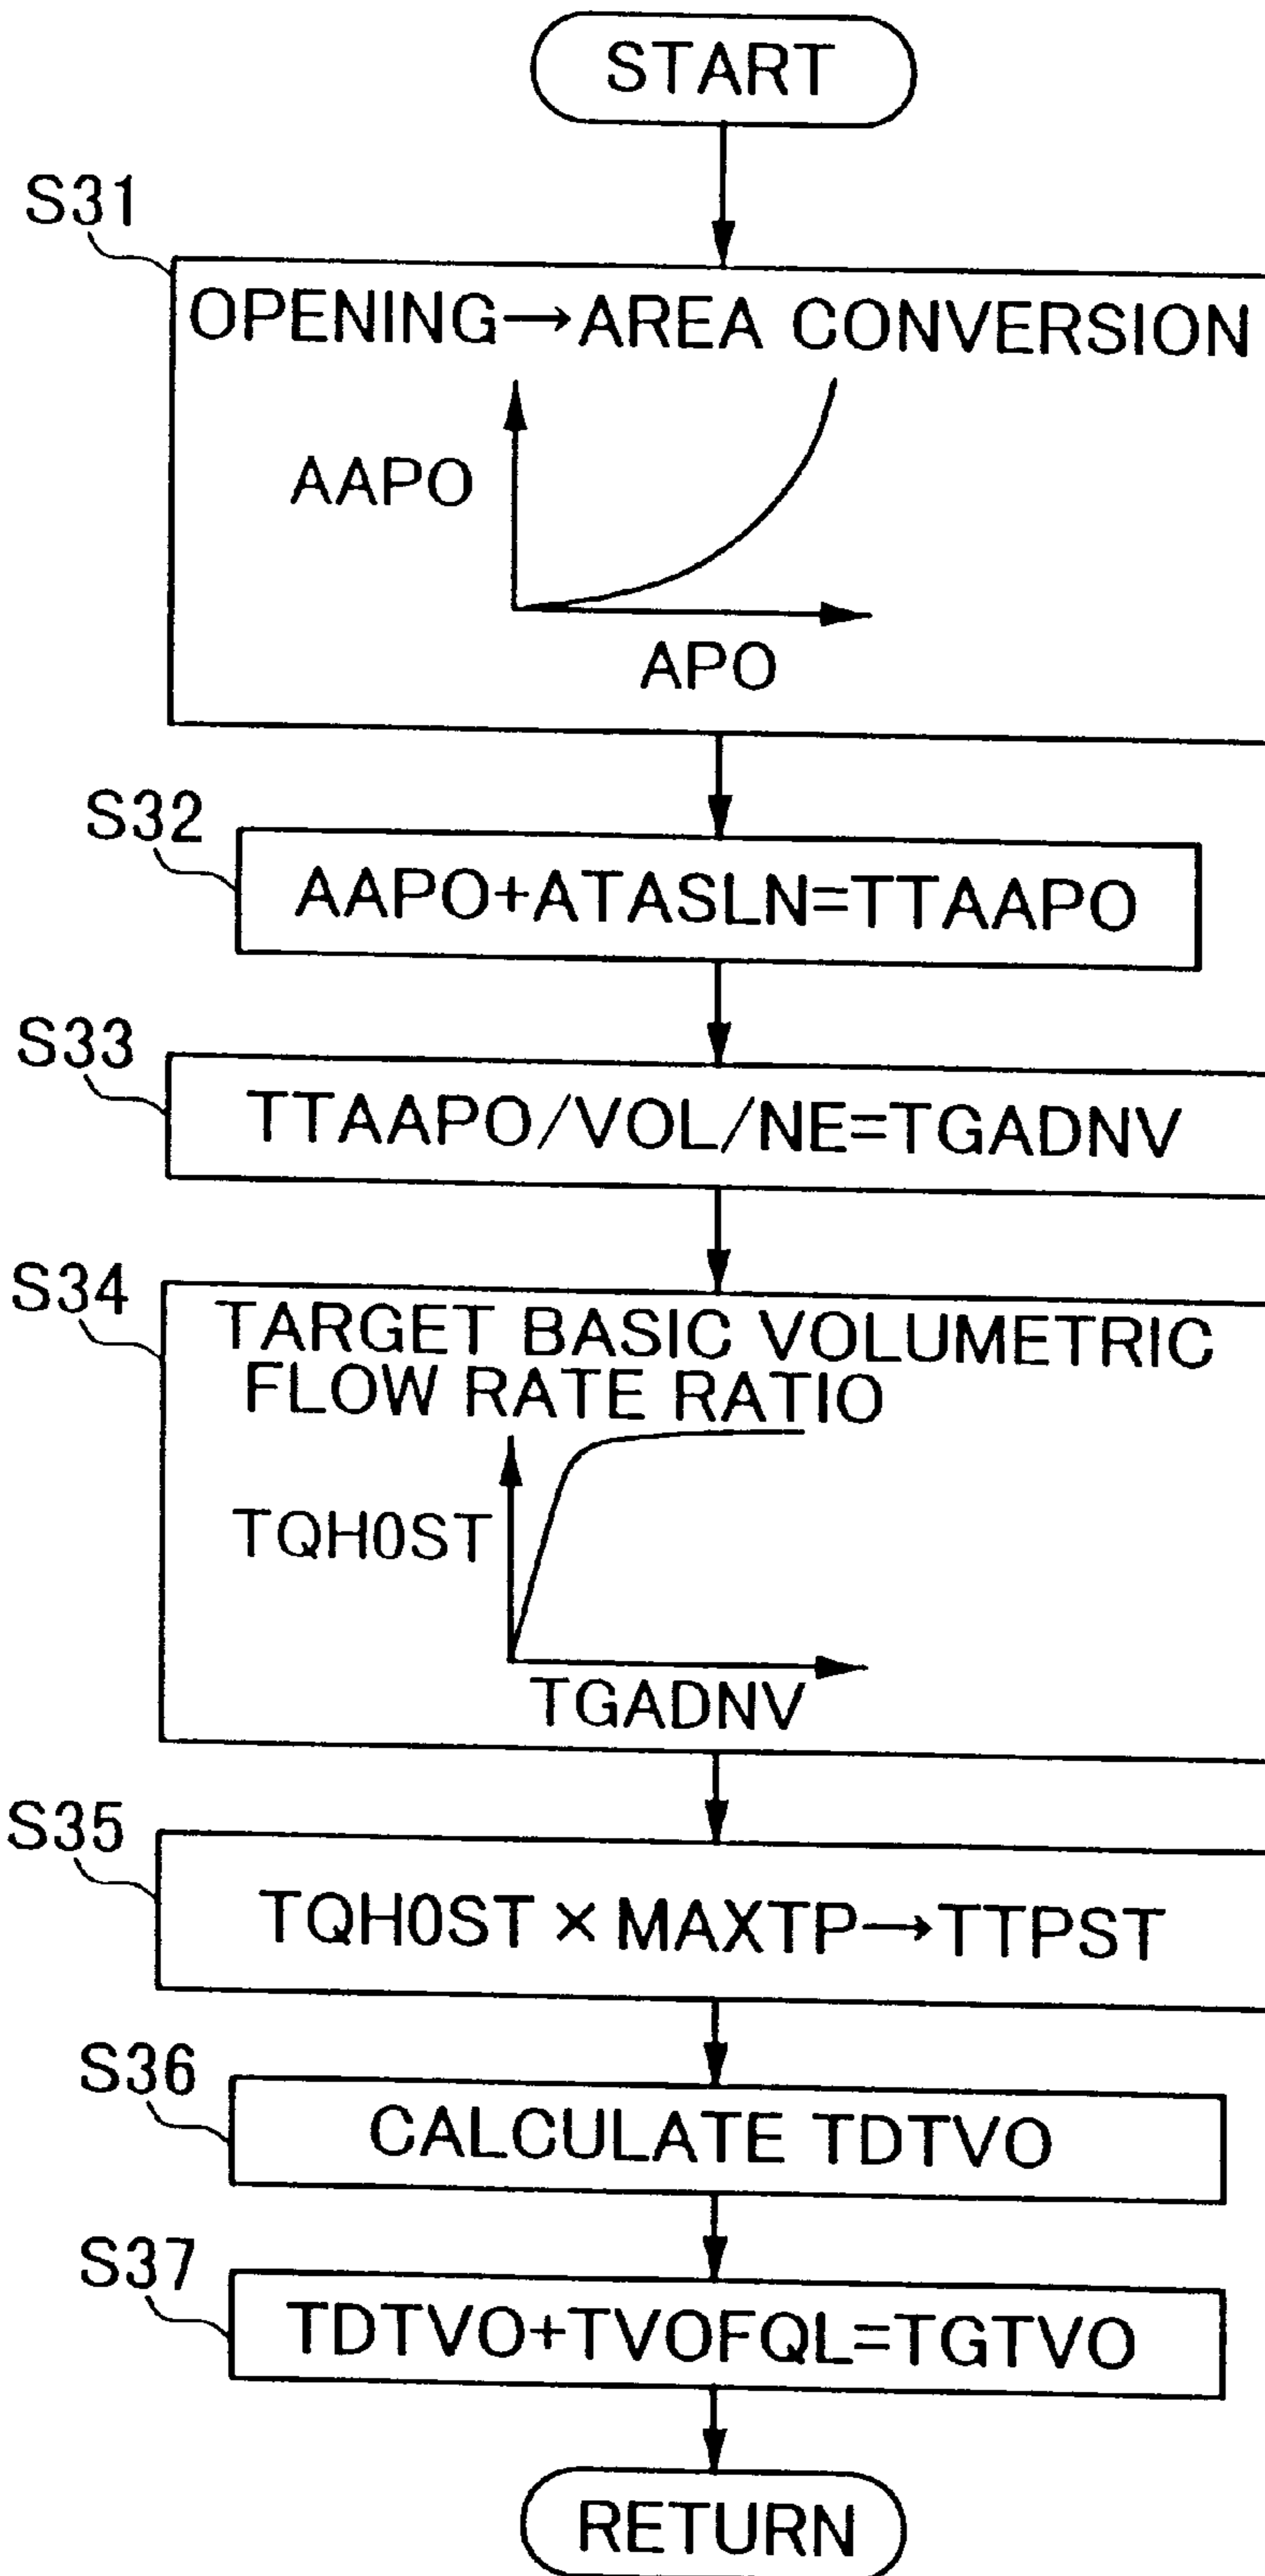 START
S31
OPENING→AREA CONVERSION
AAPO
APO
S32
AAPO+ATASLN=TTAAPO
S33
TTAAPO/VOL/NE=TGADNV
S34
TARGET BASIC VOLUMETRIC
FLOW RATE RATIO
TQH0ST
TGADNV
S35
TQH0ST×MAXTP→TTPST
S36
CALCULATE TDTVO
S37
TDTVO+TVOFQL=TGTVO
RETURN